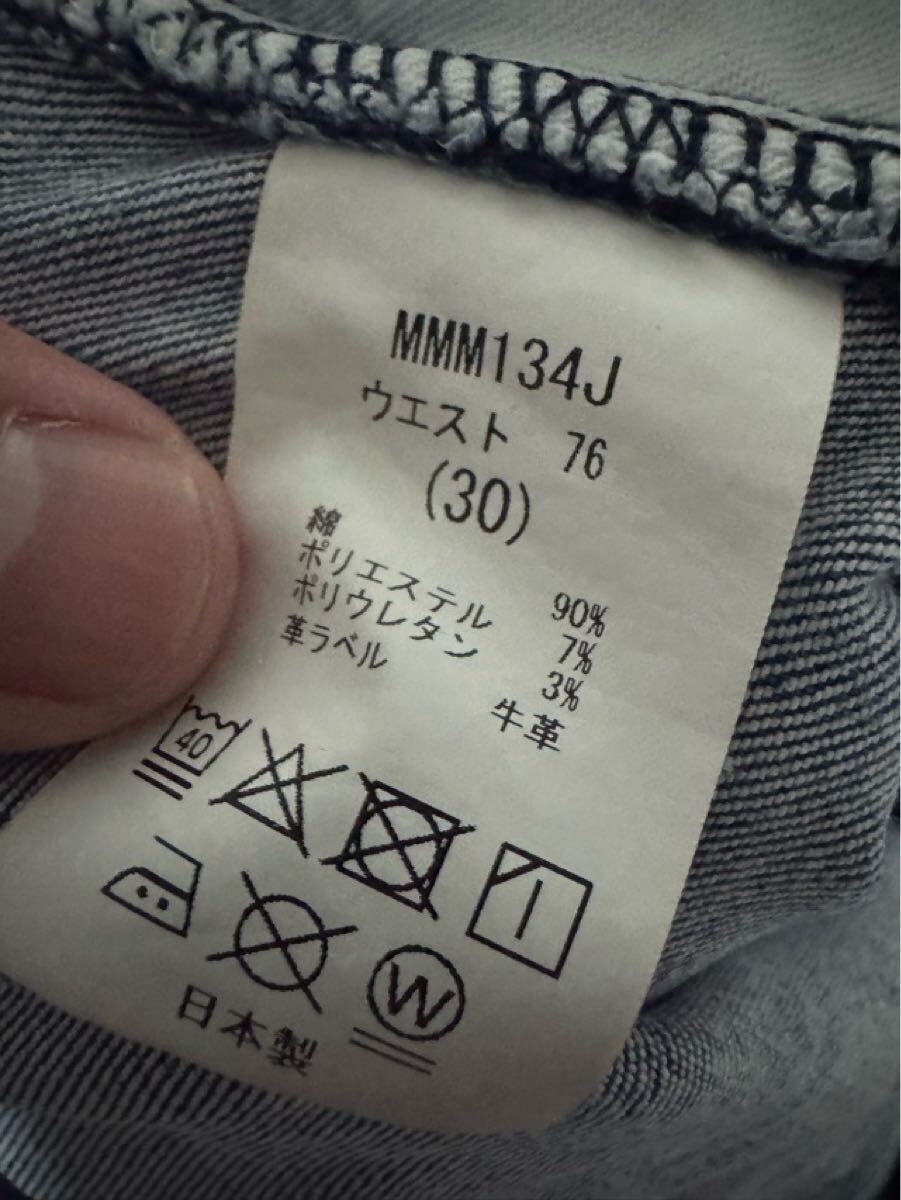 MMM134J
ウエスト 76
(30)
綿 90%
ポリエステル 7%
ポリウレタン 3%
革ラベル 牛革
40
W
日本製